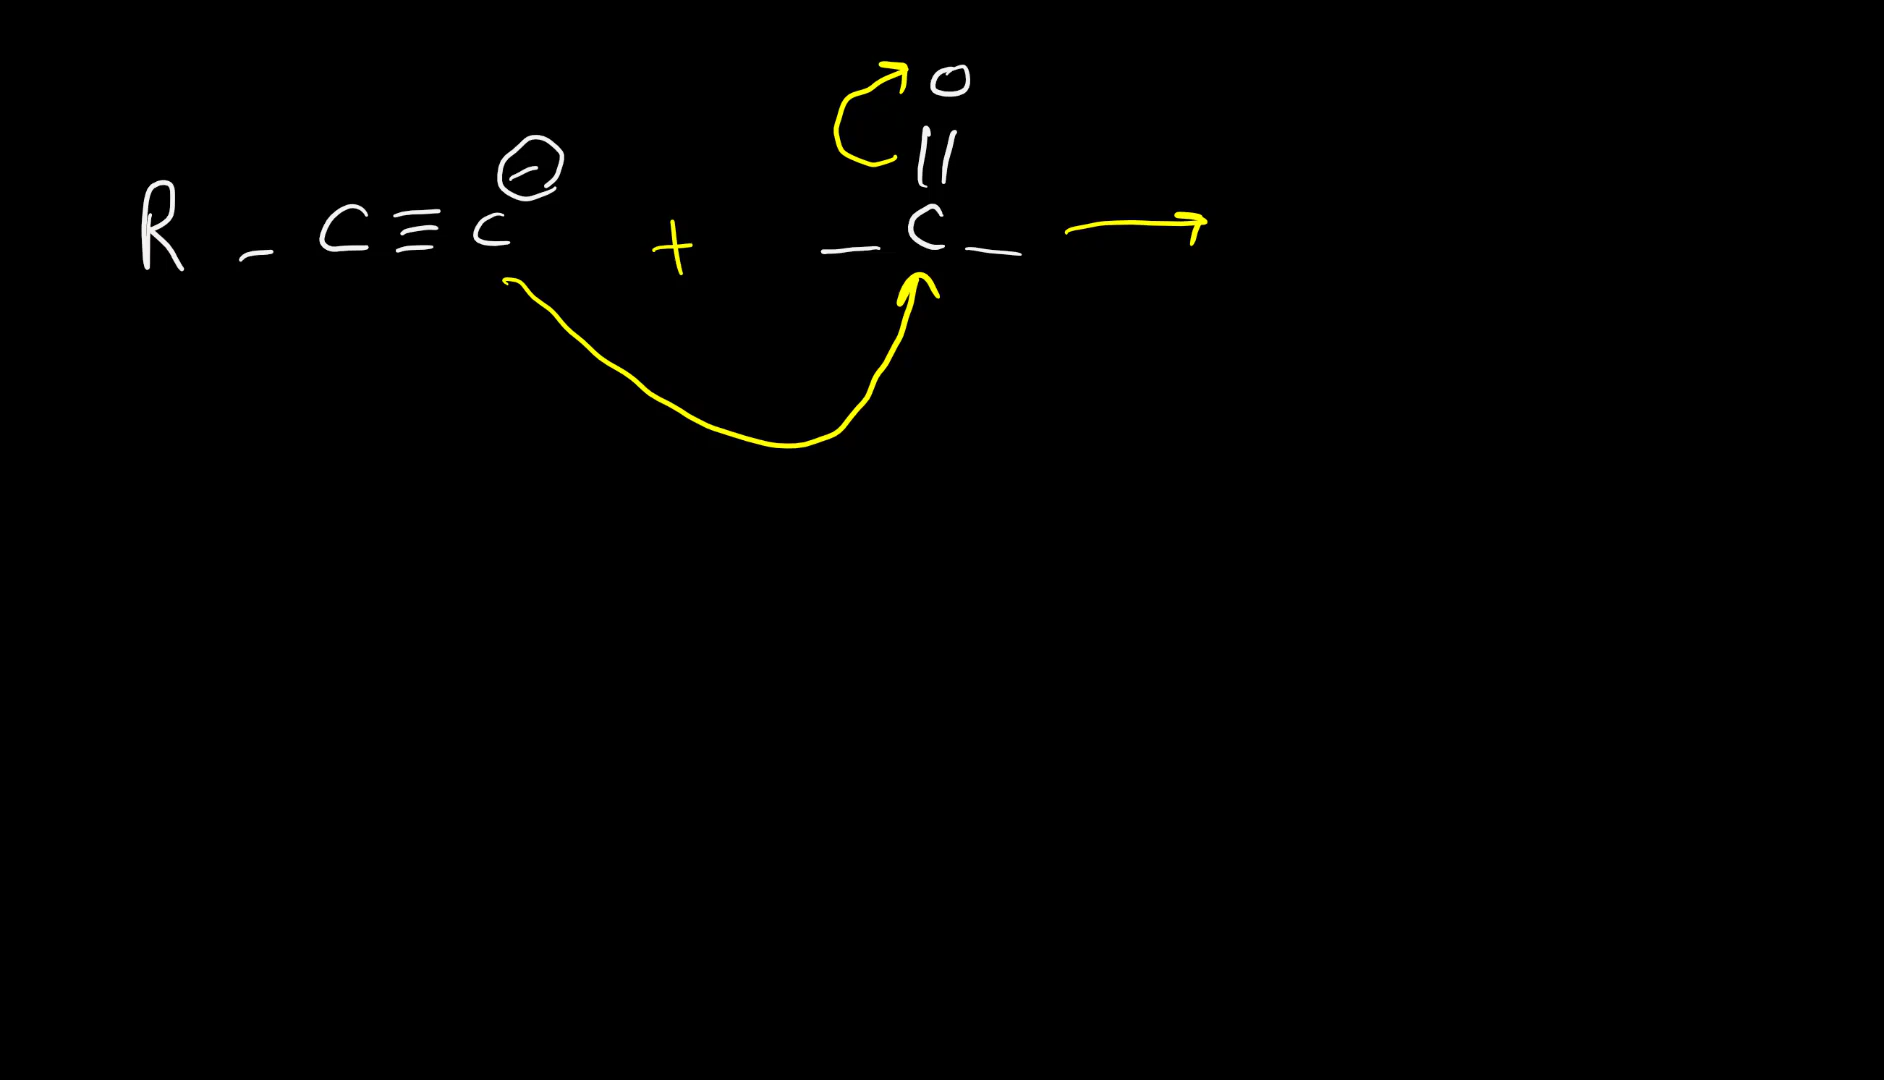 O
||
R - C ≡ C ⊖ + - C - →